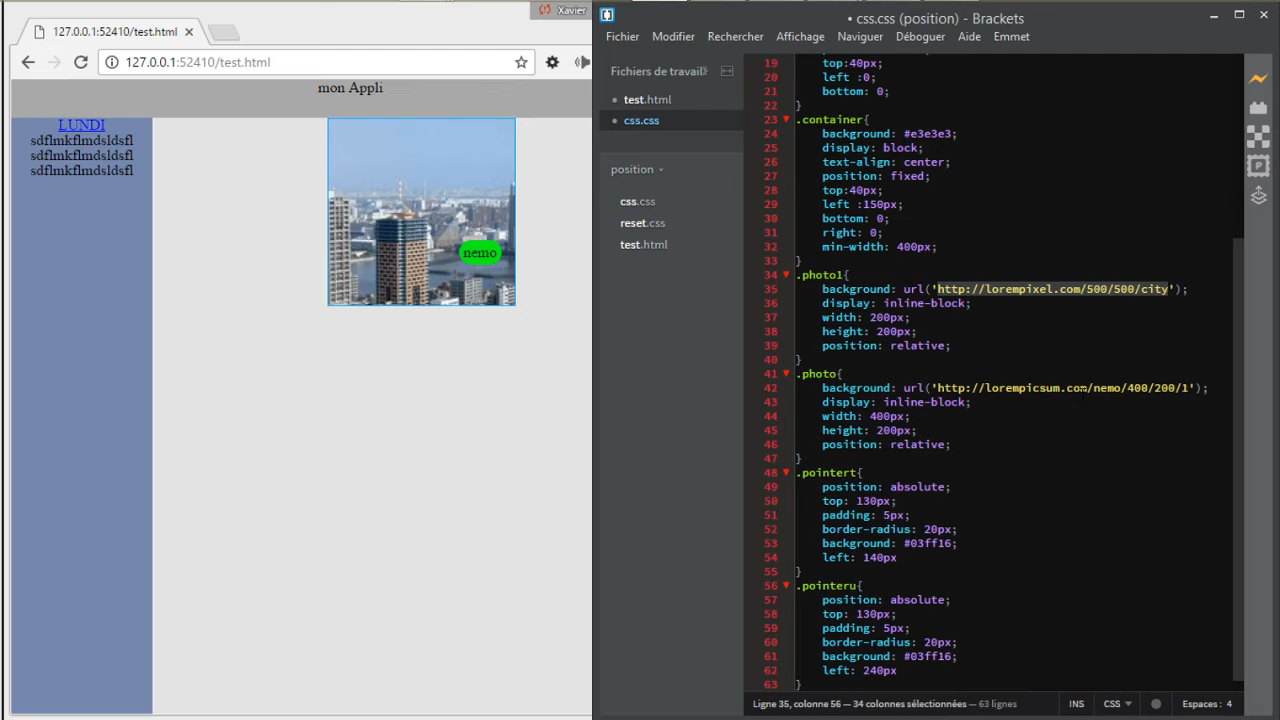 Xavier
127.0.0.1:52410/test.html
127.0.0.1:52410/test.html
mon Appli
LUNDI
sdflmkflmdsldsfl
sdflmkflmdsldsfl
sdflmkflmdsldsfl
nemo
• css.css (position) - Brackets
Fichier Modifier Rechercher Affichage Naviguer Déboguer Aide Emmet
Fichiers de travail
test.html
css.css
position
css.css
reset.css
test.html
19 top:40px;
20 left :0;
21 bottom: 0;
22 }
23 .container{
24 background: #e3e3e3;
25 display: block;
26 text-align: center;
27 position: fixed;
28 top:40px;
29 left :150px;
30 bottom: 0;
31 right: 0;
32 min-width: 400px;
33 }
34 .photo1{
35 background: url('http://lorempixel.com/500/500/city');
36 display: inline-block;
37 width: 200px;
38 height: 200px;
39 position: relative;
40 }
41 .photo{
42 background: url('http://lorempicsum.com/nemo/400/200/1');
43 display: inline-block;
44 width: 400px;
45 height: 200px;
46 position: relative;
47 }
48 .pointert{
49 position: absolute;
50 top: 130px;
51 padding: 5px;
52 border-radius: 20px;
53 background: #03ff16;
54 left: 140px
55 }
56 .pointeru{
57 position: absolute;
58 top: 130px;
59 padding: 5px;
60 border-radius: 20px;
61 background: #03ff16;
62 left: 240px
63 }
Ligne 35, colonne 56 — 34 colonnes sélectionnées — 63 lignes INS CSS Espaces: 4